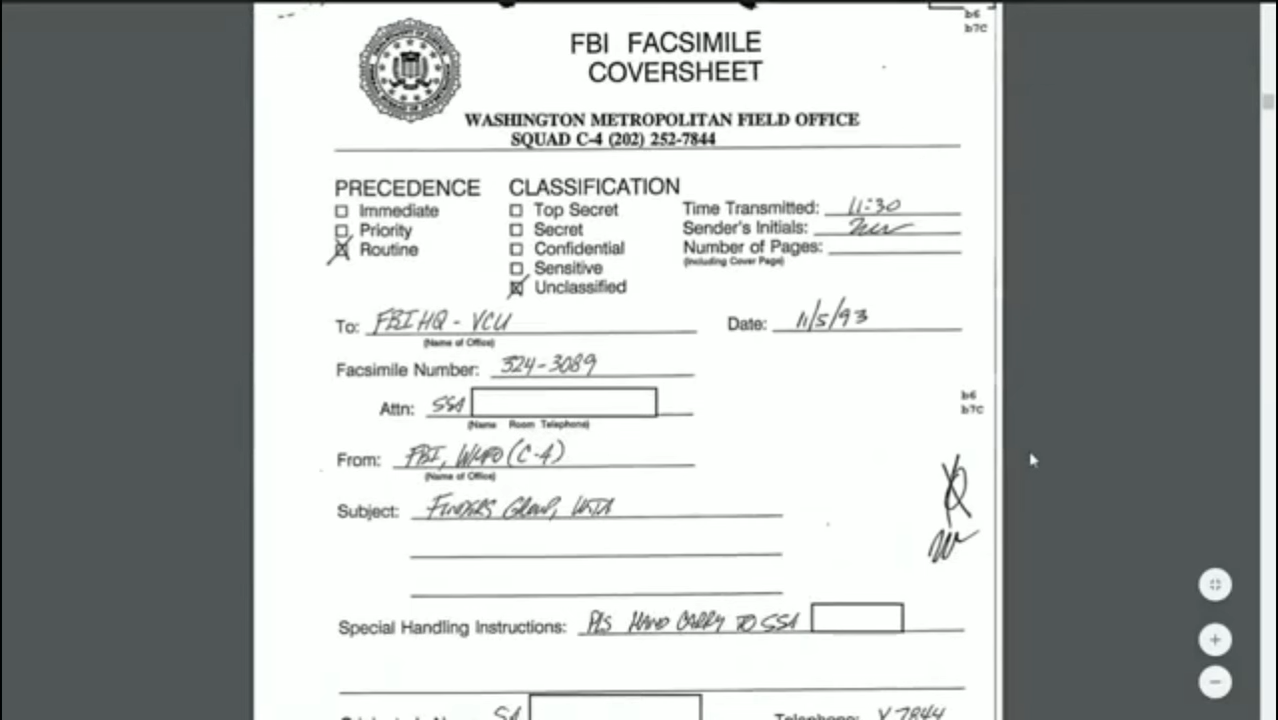 b6
b7C
FBI FACSIMILE
COVERSHEET
WASHINGTON METROPOLITAN FIELD OFFICE
SQUAD C-4 (202) 252-7844
PRECEDENCE
Immediate
Priority
Routine
CLASSIFICATION
Top Secret
Secret
Confidential
Sensitive
Unclassified
Time Transmitted: 11:30
Sender's Initials:
Number of Pages:
(Including Cover Page)
To: FBI HQ - VCU
(Name of Office)
Date: 11/5/93
Facsimile Number: 324-3089
Attn: SSA
(Name Room Telephone)
b6
b7C
From: FBI, WMFO (C-4)
(Name of Office)
Subject: FINDERS GROUP,
Special Handling Instructions: PLS HAND CARRY TO SSA
SA
Telephone: X7844